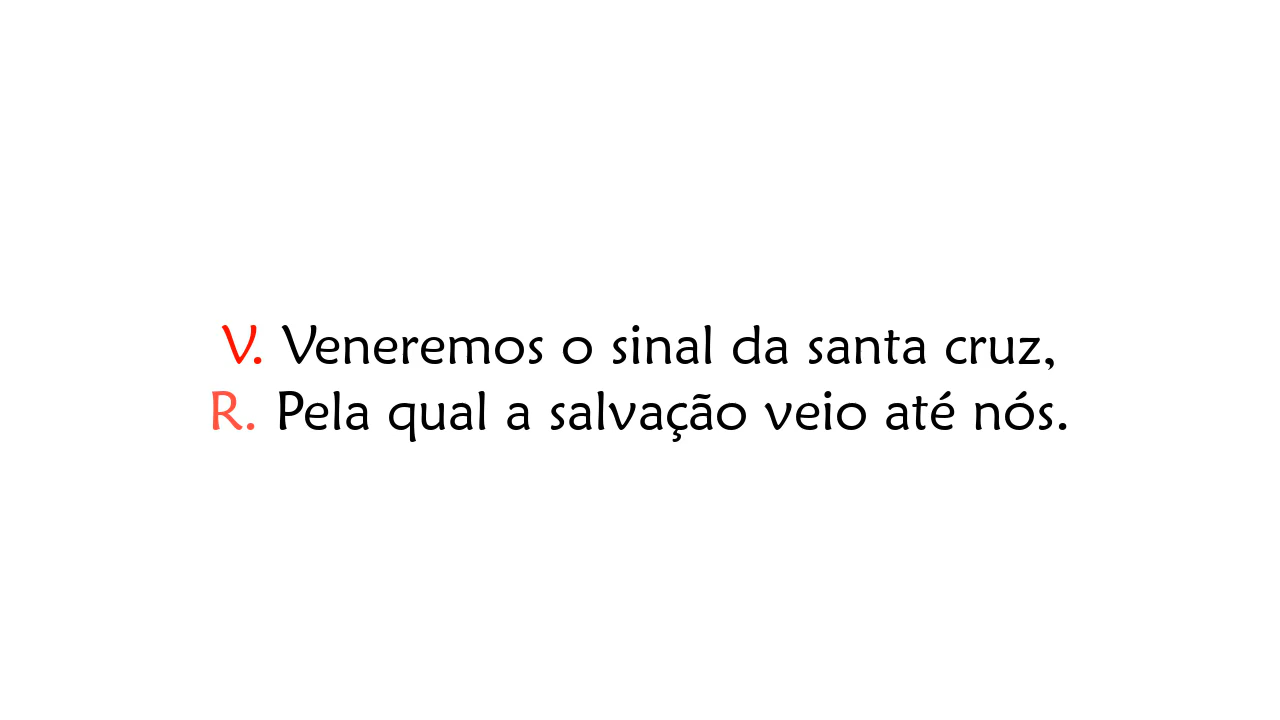 V. Veneremos o sinal da santa cruz,
R. Pela qual a salvação veio até nós.